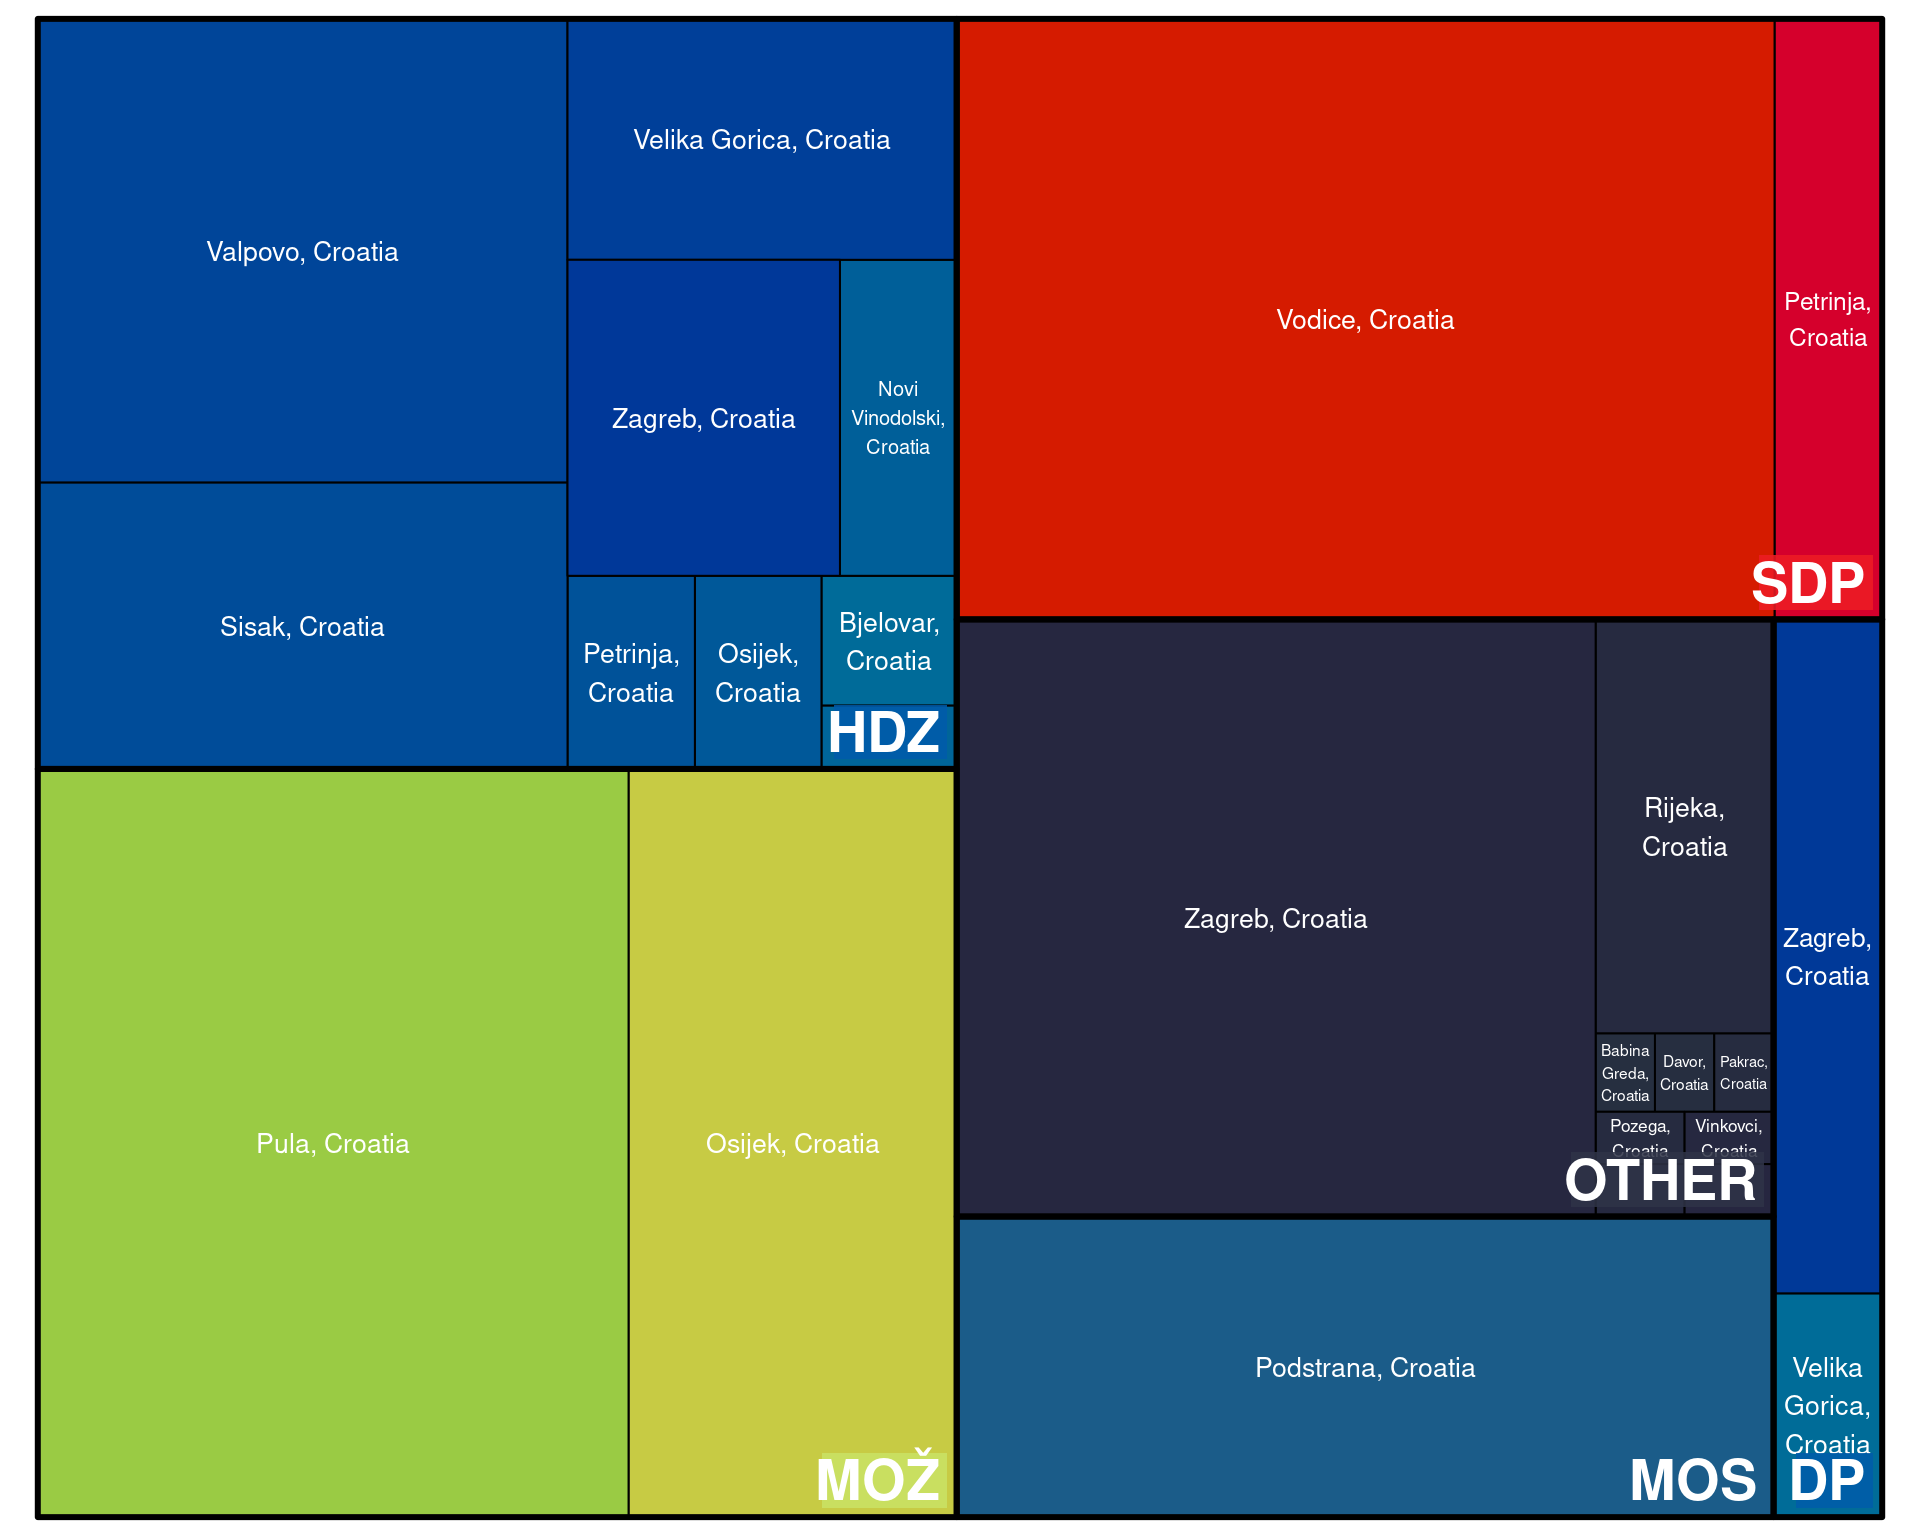 Valpovo, Croatia
Velika Gorica, Croatia
Zagreb, Croatia
Novi
Vinodolski,
Croatia
Sisak, Croatia
Petrinja,
Croatia
Osijek,
Croatia
Bjelovar,
Croatia
HDZ
Pula, Croatia
Osijek, Croatia
MOŽ
Vodice, Croatia
Petrinja,
Croatia
SDP
Zagreb, Croatia
Rijeka,
Croatia
Babina
Greda,
Croatia
Davor,
Croatia
Pakrac,
Croatia
Pozega,
Croatia
Vinkovci,
Croatia
OTHER
Podstrana, Croatia
MOS
Zagreb,
Croatia
Velika
Gorica,
Croatia
DP